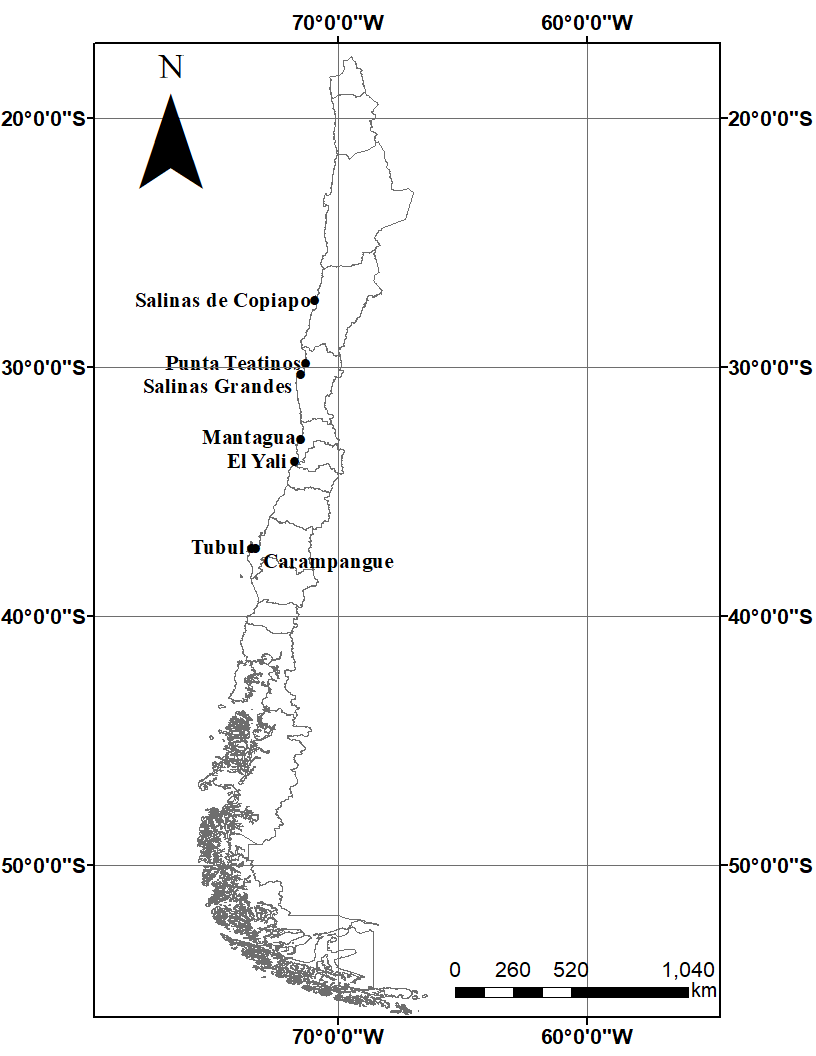 70°0'0"W 60°0'0"W
N
20°0'0"S 20°0'0"S
Salinas de Copiapo
Punta Teatinos
30°0'0"S 30°0'0"S
Salinas Grandes
Mantagua
El Yali
Tubul
Carampangue
40°0'0"S 40°0'0"S
50°0'0"S 50°0'0"S
0 260 520 1,040
km
70°0'0"W 60°0'0"W